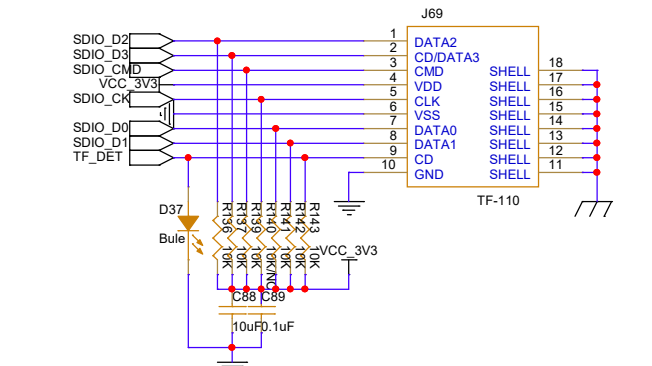 J69
SDIO_D2 1 DATA2
SDIO_D3 2 CD/DATA3
SDIO_CMD 3 CMD SHELL 18
VCC_3V3 4 VDD SHELL 17
SDIO_CK 5 CLK SHELL 16
6 VSS SHELL 15
SDIO_D0 7 DATA0 SHELL 14
SDIO_D1 8 DATA1 SHELL 13
TF_DET 9 CD SHELL 12
10 GND SHELL 11
TF-110
D37
Bule
R136 10K
R137 10K
R139 10K
R140 10K/NC
R141 10K
R142 10K
R143 10K
VCC_3V3
C88 C89
10uF 0.1uF